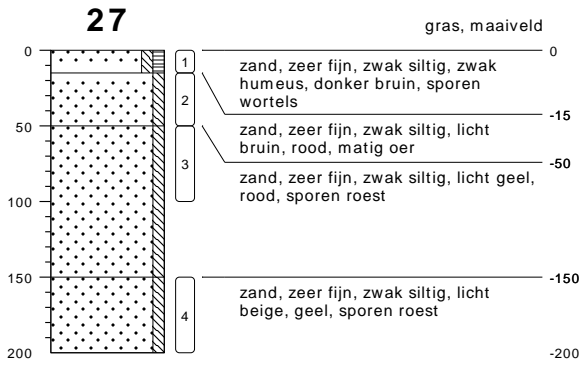 27
gras, maaiveld
0
0
1
zand, zeer fijn, zwak siltig, zwak
humeus, donker bruin, sporen
wortels
2
-15
50
zand, zeer fijn, zwak siltig, licht
bruin, rood, matig oer
3
-50
zand, zeer fijn, zwak siltig, licht geel,
rood, sporen roest
100
150
-150
zand, zeer fijn, zwak siltig, licht
beige, geel, sporen roest
4
200
-200